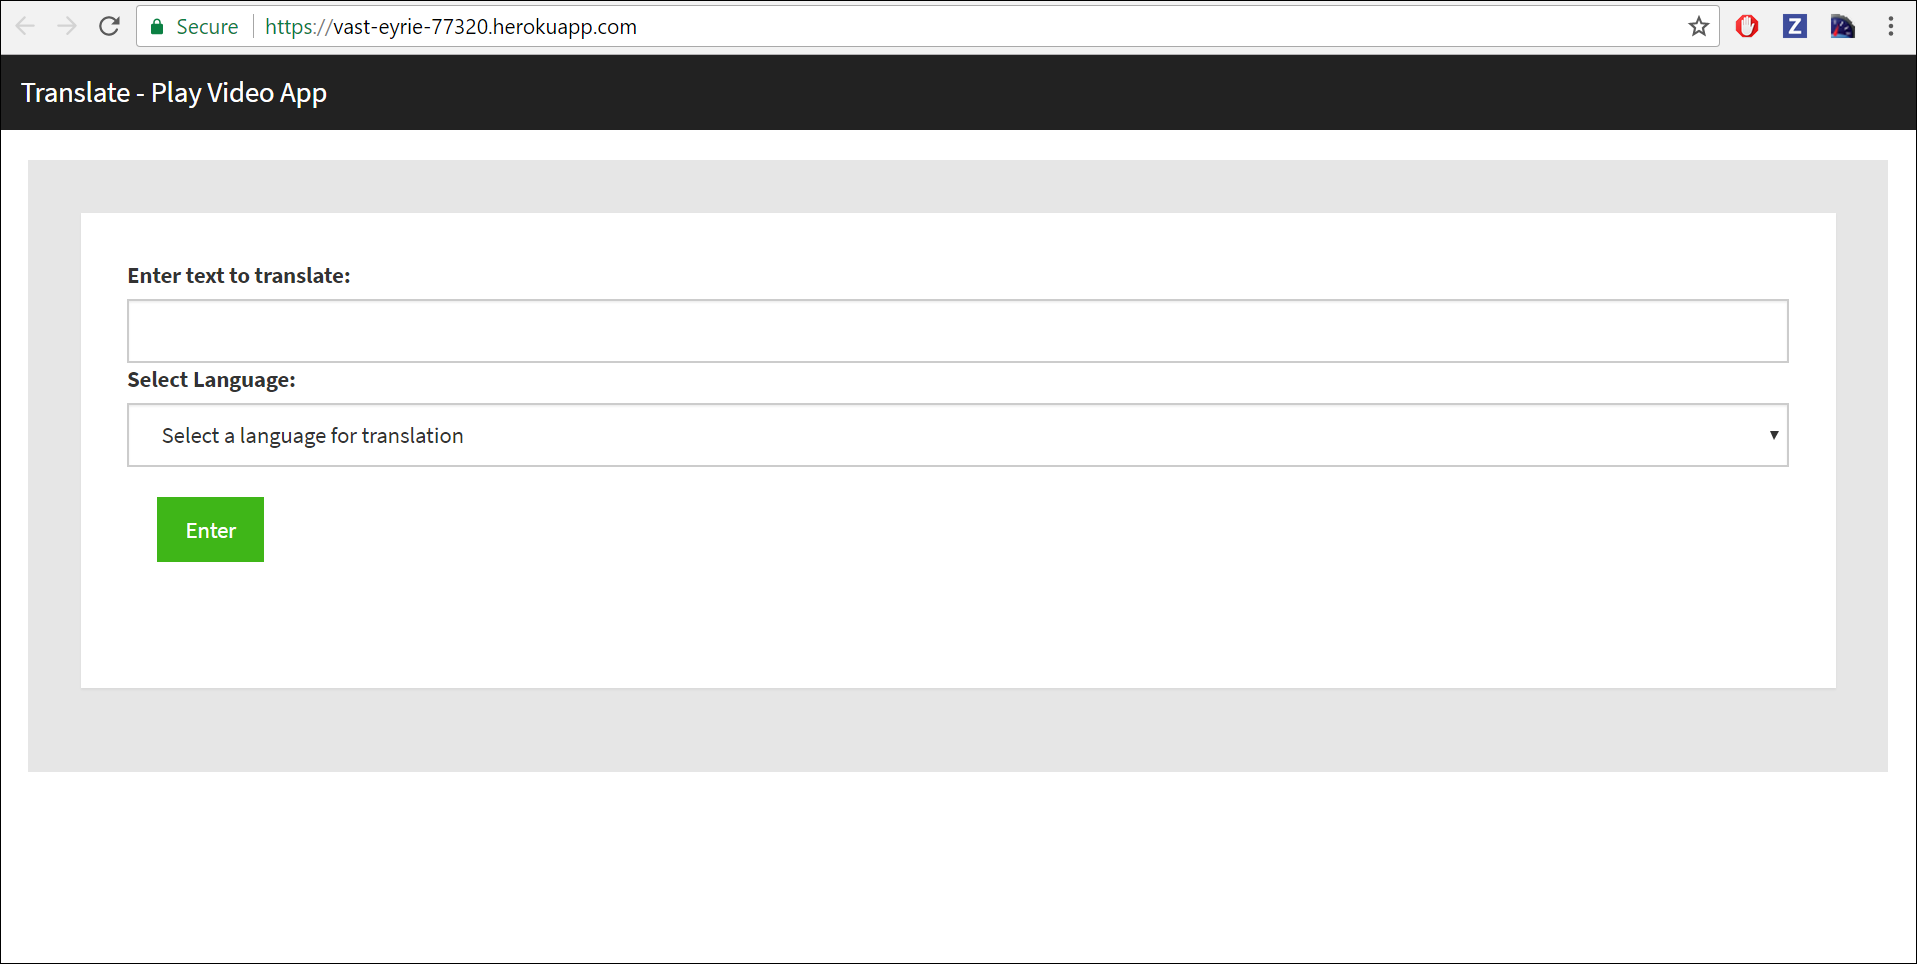 Secure https://vast-eyrie-77320.herokuapp.com
Z
Translate - Play Video App
Enter text to translate:
Select Language:
Select a language for translation
Enter